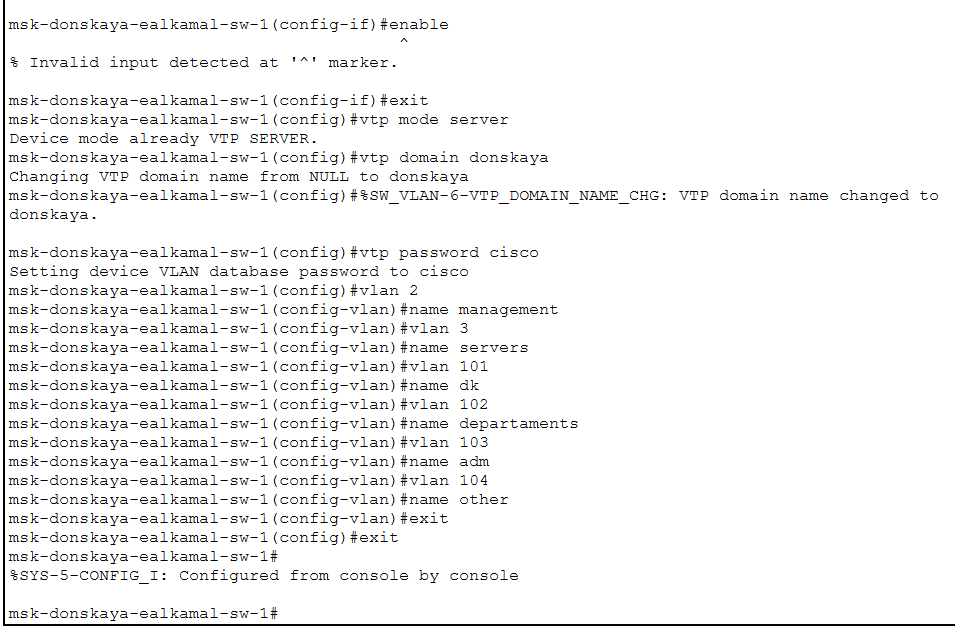 msk-donskaya-ealkamal-sw-1(config-if)#enable
^
% Invalid input detected at '^' marker.
msk-donskaya-ealkamal-sw-1(config-if)#exit
msk-donskaya-ealkamal-sw-1(config)#vtp mode server
Device mode already VTP SERVER.
msk-donskaya-ealkamal-sw-1(config)#vtp domain donskaya
Changing VTP domain name from NULL to donskaya
msk-donskaya-ealkamal-sw-1(config)#%SW_VLAN-6-VTP_DOMAIN_NAME_CHG: VTP domain name changed to
donskaya.
msk-donskaya-ealkamal-sw-1(config)#vtp password cisco
Setting device VLAN database password to cisco
msk-donskaya-ealkamal-sw-1(config)#vlan 2
msk-donskaya-ealkamal-sw-1(config-vlan)#name management
msk-donskaya-ealkamal-sw-1(config-vlan)#vlan 3
msk-donskaya-ealkamal-sw-1(config-vlan)#name servers
msk-donskaya-ealkamal-sw-1(config-vlan)#vlan 101
msk-donskaya-ealkamal-sw-1(config-vlan)#name dk
msk-donskaya-ealkamal-sw-1(config-vlan)#vlan 102
msk-donskaya-ealkamal-sw-1(config-vlan)#name departaments
msk-donskaya-ealkamal-sw-1(config-vlan)#vlan 103
msk-donskaya-ealkamal-sw-1(config-vlan)#name adm
msk-donskaya-ealkamal-sw-1(config-vlan)#vlan 104
msk-donskaya-ealkamal-sw-1(config-vlan)#name other
msk-donskaya-ealkamal-sw-1(config-vlan)#exit
msk-donskaya-ealkamal-sw-1(config)#exit
msk-donskaya-ealkamal-sw-1#
%SYS-5-CONFIG_I: Configured from console by console
msk-donskaya-ealkamal-sw-1#